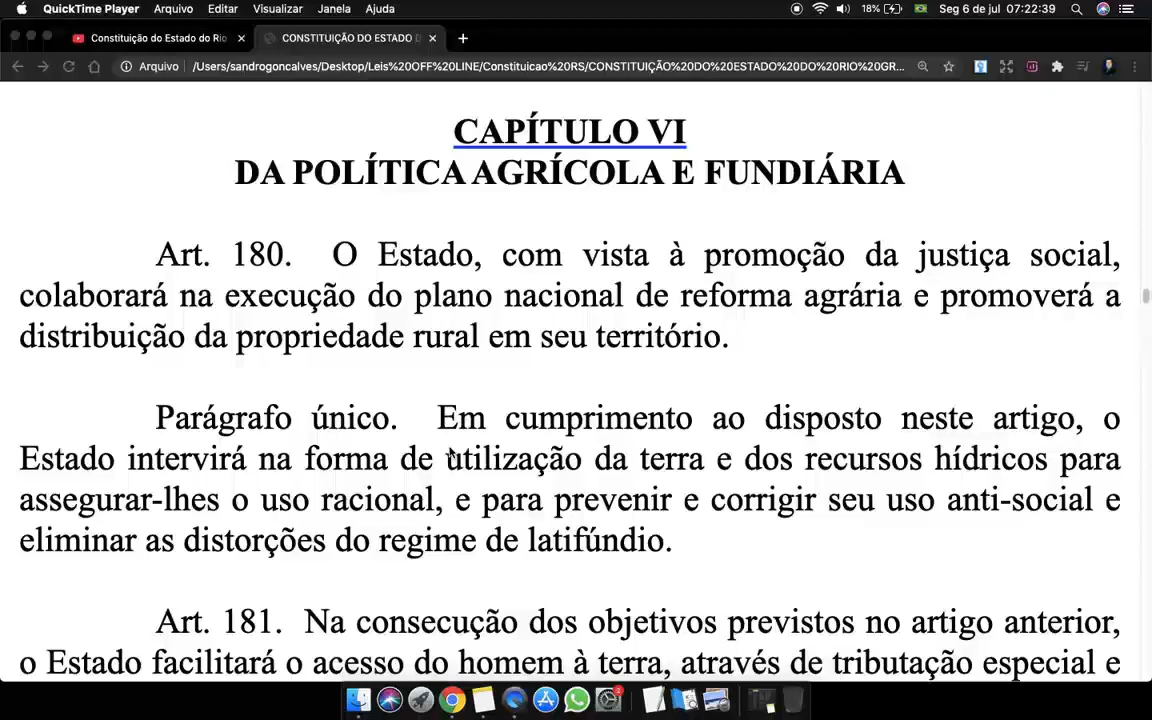 QuickTime Player Arquivo Editar Visualizar Janela Ajuda 18% Seg 6 de jul 07:22:39
Constituição do Estado do Rio CONSTITUIÇÃO DO ESTADO
Arquivo /Users/sandrogoncalves/Desktop/Leis%20OFF%20LINE/Constituicao%20RS/CONSTITUIÇÃO%20DO%20ESTADO%20DO%20RIO%20GR...
CAPÍTULO VI
DA POLÍTICA AGRÍCOLA E FUNDIÁRIA
Art. 180. O Estado, com vista à promoção da justiça social,
colaborará na execução do plano nacional de reforma agrária e promoverá a
distribuição da propriedade rural em seu território.
Parágrafo único. Em cumprimento ao disposto neste artigo, o
Estado intervirá na forma de utilização da terra e dos recursos hídricos para
assegurar-lhes o uso racional, e para prevenir e corrigir seu uso anti-social e
eliminar as distorções do regime de latifúndio.
Art. 181. Na consecução dos objetivos previstos no artigo anterior,
o Estado facilitará o acesso do homem à terra, através de tributação especial e